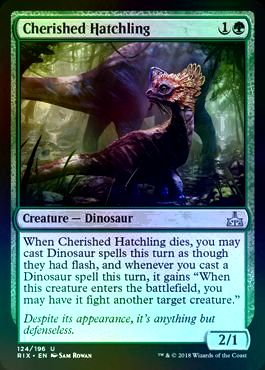 Cherished Hatchling 1
Creature — Dinosaur
When Cherished Hatchling dies, you may
cast Dinosaur spells this turn as though
they had flash, and whenever you cast a
Dinosaur spell this turn, it gains "When
this creature enters the battlefield, you
may have it fight another target creature."
Despite its appearance, it's anything but
defenseless.
2/1
124/196 U
RIX • EN Sam Rowan
™ & © 2018 Wizards of the Coast